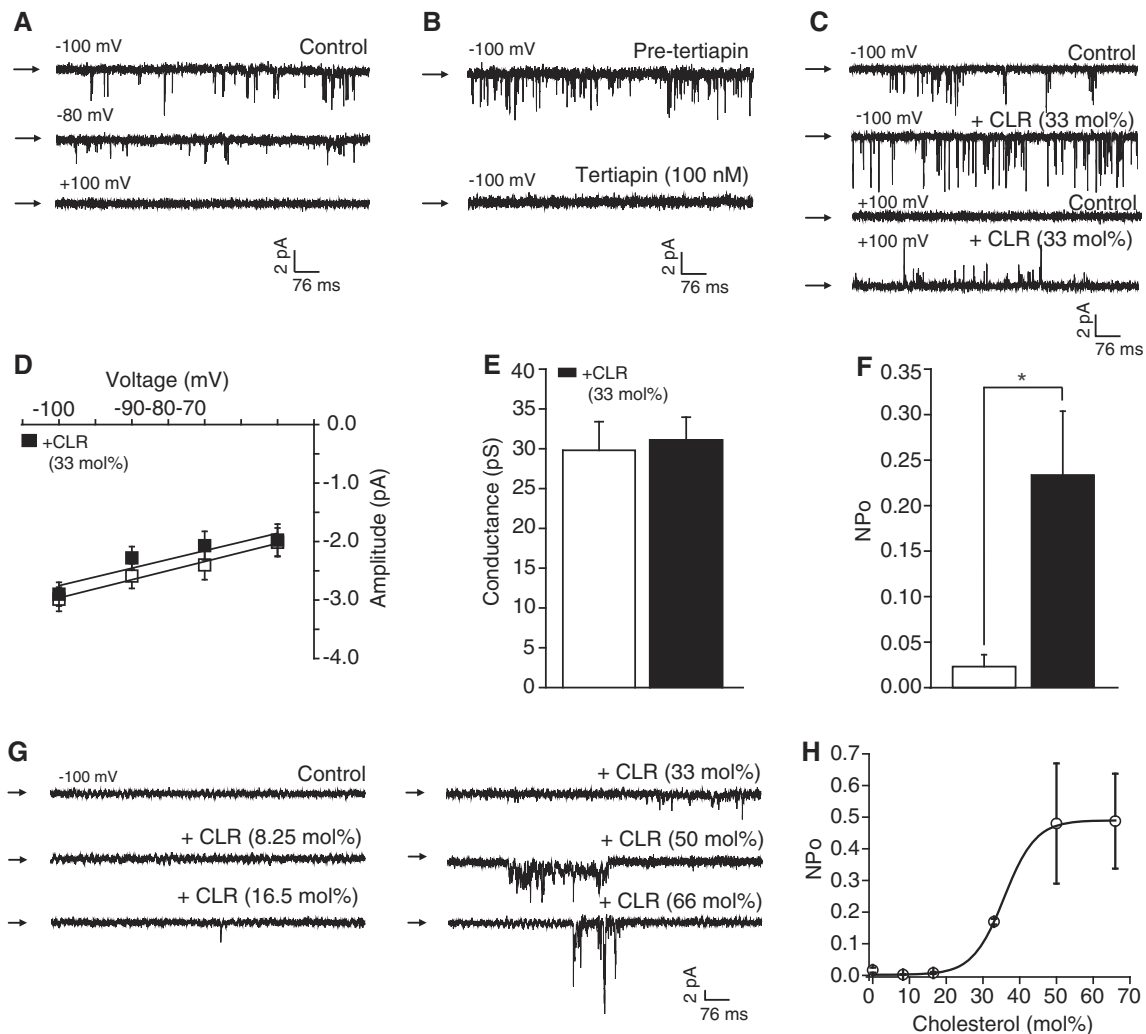 A
-100 mV
Control
-80 mV
+100 mV
2 pA
76 ms
B
-100 mV
Pre-tertiapin
-100 mV
Tertiapin (100 nM)
2 pA
76 ms
C
-100 mV
Control
-100 mV
+ CLR (33 mol%)
+100 mV
Control
+100 mV
+ CLR (33 mol%)
2 pA
76 ms
D
Voltage (mV)
-100
-90-80-70
0.0
-1.0
-2.0
-3.0
-4.0
Amplitude (pA)
+CLR
(33 mol%)
E
40
35
30
25
20
15
10
5
0
Conductance (pS)
+CLR
(33 mol%)
F
0.35
0.30
0.25
0.20
0.15
0.10
0.05
0.00
NPo
*
G
-100 mV
Control
+ CLR (8.25 mol%)
+ CLR (16.5 mol%)
+ CLR (33 mol%)
+ CLR (50 mol%)
+ CLR (66 mol%)
2 pA
76 ms
H
0.7
0.6
0.5
0.4
0.3
0.2
0.1
0.0
NPo
0 10 20 30 40 50 60 70
Cholesterol (mol%)